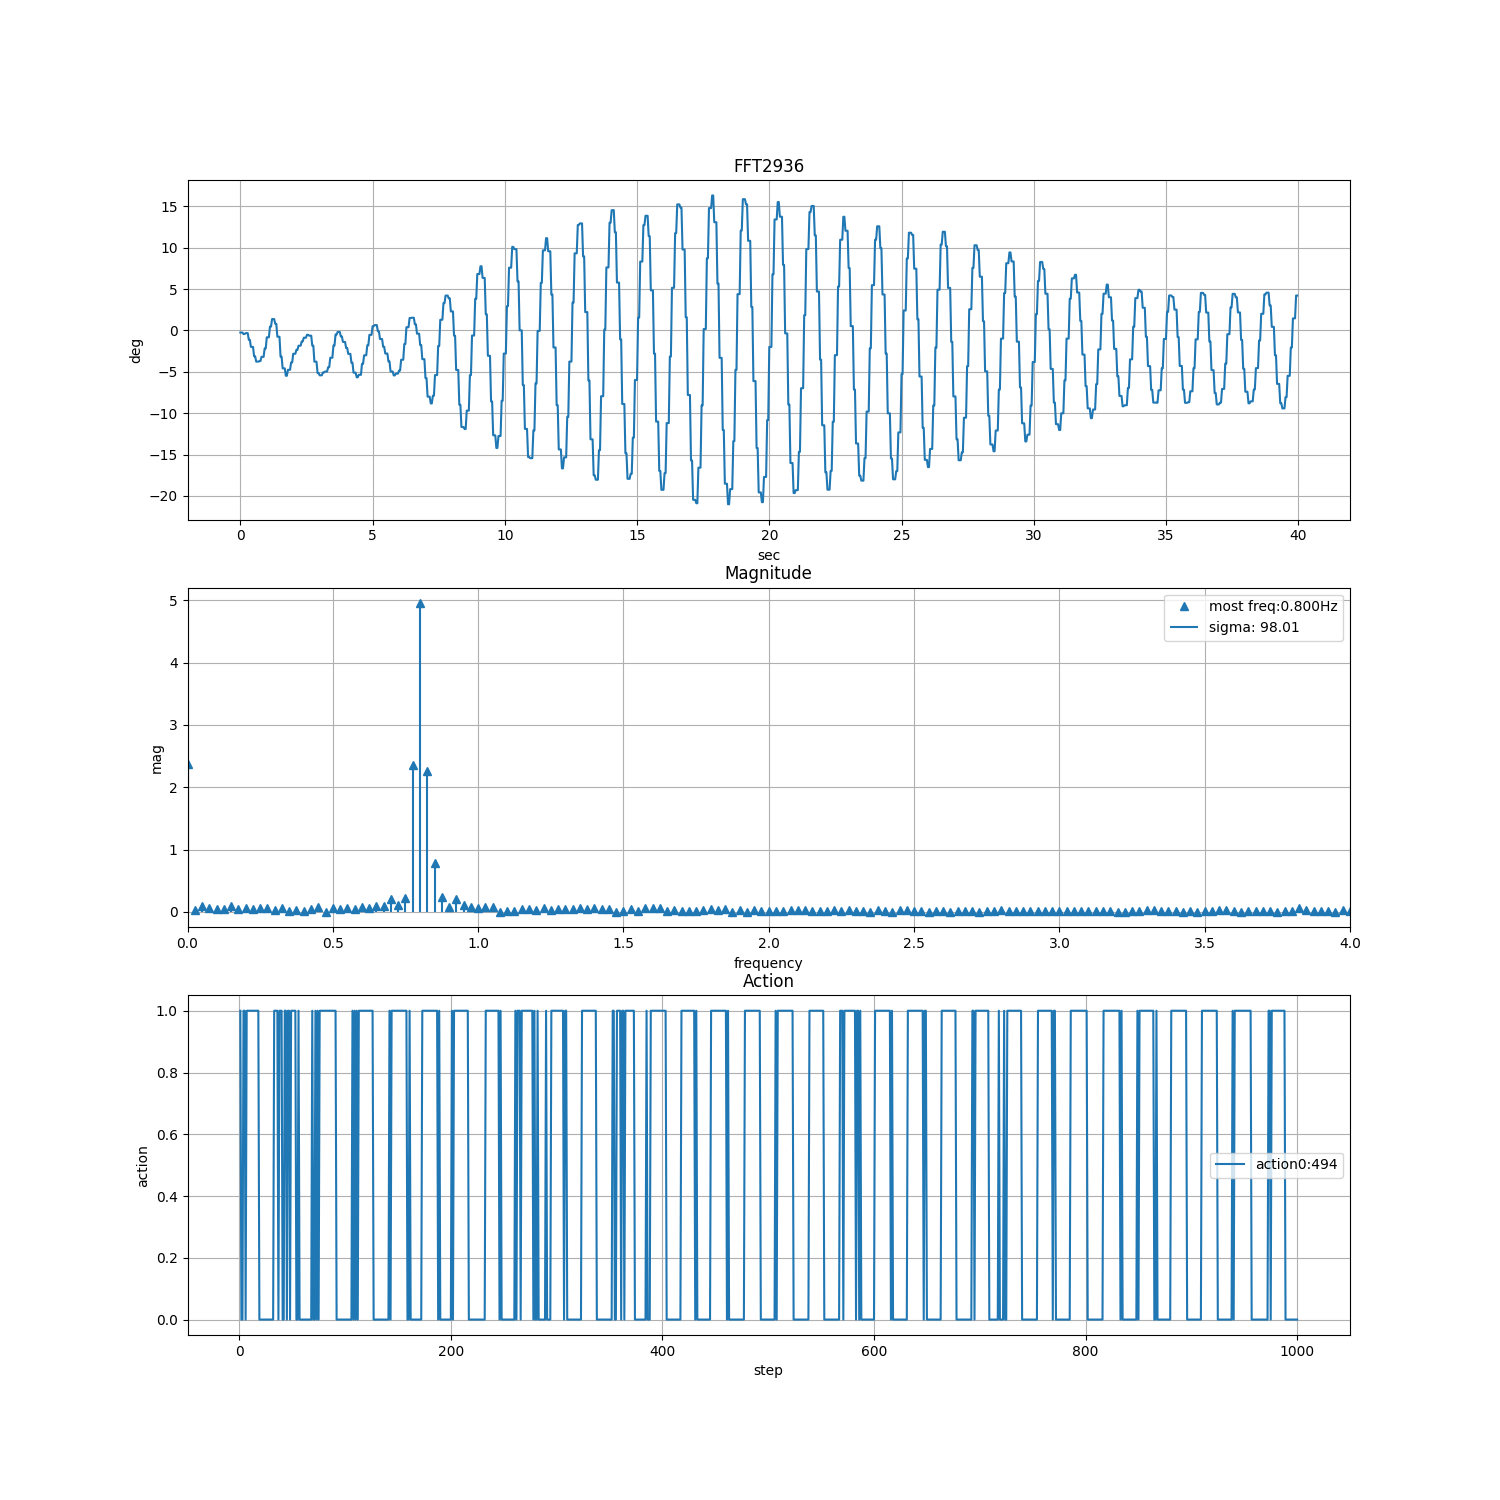 FFT2936
15
10
5
0
−5
−10
−15
−20
deg
0 5 10 15 20 25 30 35 40
sec
Magnitude
5
4
3
2
1
0
mag
most freq:0.800Hz
sigma: 98.01
0.0 0.5 1.0 1.5 2.0 2.5 3.0 3.5 4.0
frequency
Action
1.0
0.8
0.6
0.4
0.2
0.0
action
action0:494
0 200 400 600 800 1000
step